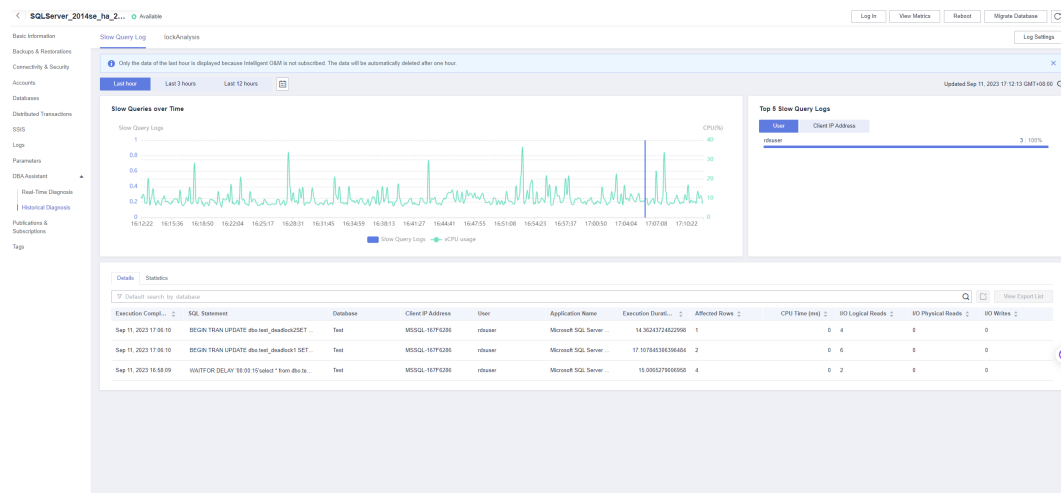 SQLServer_2014se_ha_2... Available
Log In View Metrics Reboot Migrate Database
Basic Information
Backups & Restorations
Connectivity & Security
Accounts
Databases
Distributed Transactions
SSIS
Logs
Parameters
DBA Assistant
Real-Time Diagnosis
Historical Diagnosis
Publications &
Subscriptions
Tags
Slow Query Log lockAnalysis
Log Settings
Only the data of the last hour is displayed because Intelligent O&M is not subscribed. The data will be automatically deleted after one hour.
Last hour Last 3 hours Last 12 hours
Updated Sep 11, 2023 17:12:13 GMT+08:00
Slow Queries over Time
Slow Query Logs CPU(%)
1 40
0.8 30
0.6
0.4 20
0.2 10
0 0
16:12:22 16:15:36 16:18:50 16:22:04 16:25:17 16:28:31 16:31:45 16:34:59 16:38:13 16:41:27 16:44:41 16:47:55 16:51:08 16:54:23 16:57:37 17:00:50 17:04:04 17:07:08 17:10:22
Slow Query Logs vCPU usage
Top 5 Slow Query Logs
User Client IP Address
rdsuser 3 | 100%
Details Statistics
Default search by database
View Export List
Execution Compl... SQL Statement Database Client IP Address User Application Name Execution Durati... Affected Rows CPU Time (ms) I/O Logical Reads I/O Physical Reads I/O Writes
Sep 11, 2023 17:06:10 BEGIN TRAN UPDATE dbo.test_deadlock2SET ... Test MSSQL-167F6286 rdsuser Microsoft SQL Server ... 14.36243724822998 1 0 4 0 0
Sep 11, 2023 17:06:10 BEGIN TRAN UPDATE dbo.test_deadlock1 SET... Test MSSQL-167F6286 rdsuser Microsoft SQL Server ... 17.107845306396484 2 0 6 0 0
Sep 11, 2023 16:58:09 WAITFOR DELAY '00:00:15'select * from dbo.te... Test MSSQL-167F6286 rdsuser Microsoft SQL Server ... 15.0065279006958 4 0 2 0 0